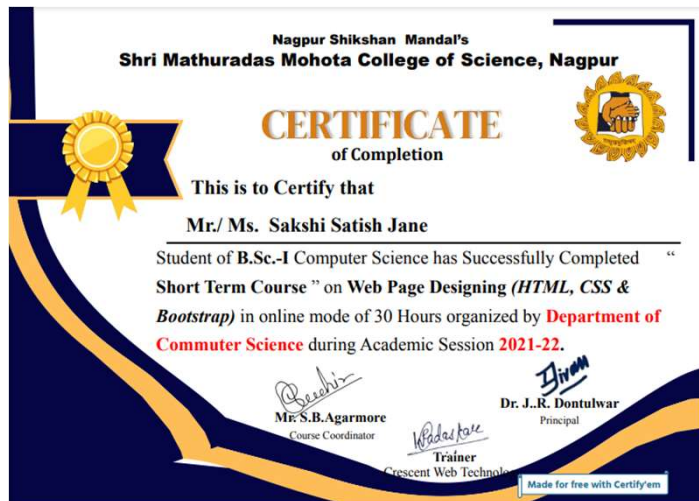 Nagpur Shikshan Mandal's
Shri Mathuradas Mohota College of Science, Nagpur
CERTIFICATE
of Completion
This is to Certify that
Mr./ Ms. Sakshi Satish Jane
Student of B.Sc.-I Computer Science has Successfully Completed “
Short Term Course ” on Web Page Designing (HTML, CSS &
Bootstrap) in online mode of 30 Hours organized by Department of
Commuter Science during Academic Session 2021-22.
Mr. S.B.Agarmore
Course Coordinator
Dr. J..R. Dontulwar
Principal
Trainer
Crescent Web Technolo
Made for free with Certify'em